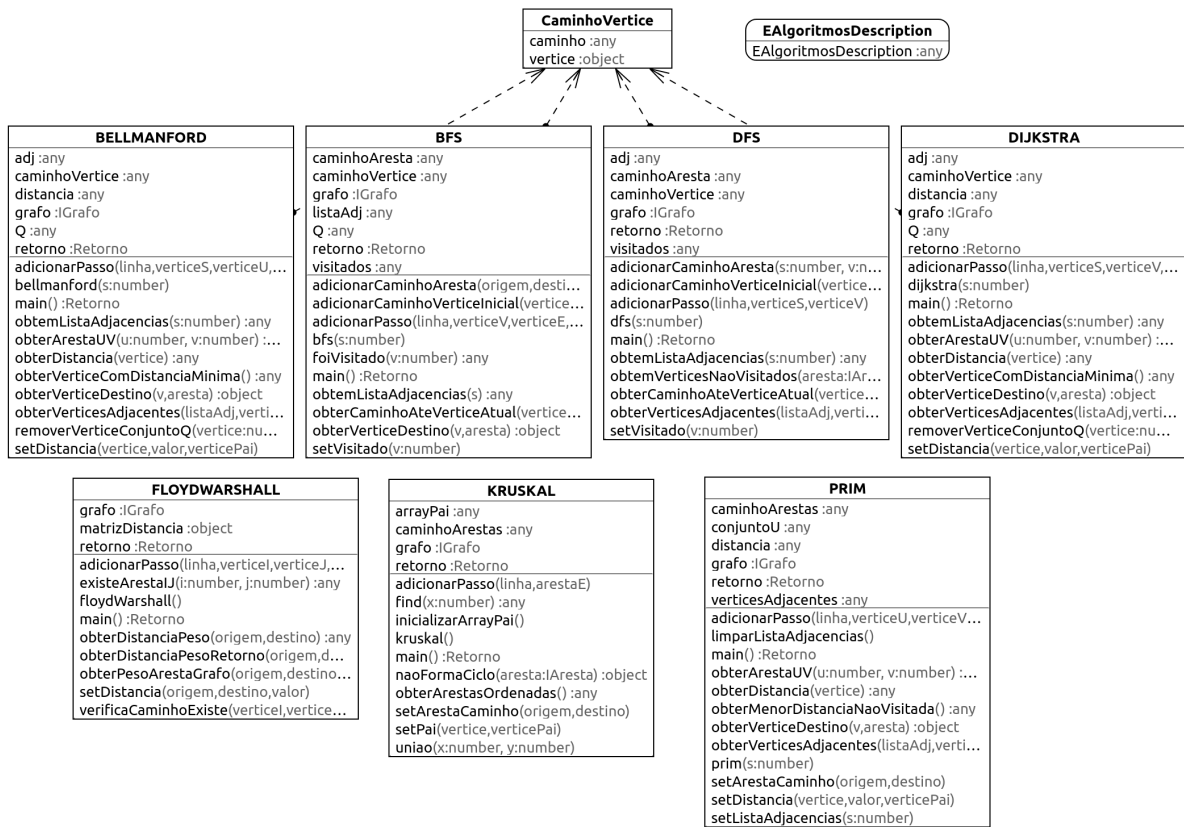 CaminhoVertice
caminho :any
vertice :object
EAlgoritmosDescription
EAlgoritmosDescription :any
BELLMANFORD
adj :any
caminhoVertice :any
distancia :any
grafo :IGrafo
Q :any
retorno :Retorno
adicionarPasso(linha,verticeS,verticeU,...
bellmanford(s:number)
main() :Retorno
obtemListaAdjacencias(s:number) :any
obterArestaUV(u:number, v:number) :...
obterDistancia(vertice) :any
obterVerticeComDistanciaMinima() :any
obterVerticeDestino(v,aresta) :object
obterVerticesAdjacentes(listaAdj,verti...
removerVerticeConjuntoQ(vertice:nu...
setDistancia(vertice,valor,verticePai)
BFS
caminhoAresta :any
caminhoVertice :any
grafo :IGrafo
listaAdj :any
Q :any
retorno :Retorno
visitados :any
adicionarCaminhoAresta(origem,desti...
adicionarCaminhoVerticeInicial(vertice...
adicionarPasso(linha,verticeV,verticeE,...
bfs(s:number)
foiVisitado(v:number) :any
main() :Retorno
obtemListaAdjacencias(s) :any
obterCaminhoAteVerticeAtual(vertice...
obterVerticeDestino(v,aresta) :object
setVisitado(v:number)
DFS
adj :any
caminhoAresta :any
caminhoVertice :any
grafo :IGrafo
retorno :Retorno
visitados :any
adicionarCaminhoAresta(s:number, v:n...
adicionarCaminhoVerticeInicial(vertice...
adicionarPasso(linha,verticeS,verticeV)
dfs(s:number)
main() :Retorno
obtemListaAdjacencias(s:number) :any
obtemVerticesNaoVisitados(aresta:IAr...
obterCaminhoAteVerticeAtual(vertice...
obterVerticesAdjacentes(listaAdj,verti...
setVisitado(v:number)
DIJKSTRA
adj :any
caminhoVertice :any
distancia :any
grafo :IGrafo
Q :any
retorno :Retorno
adicionarPasso(linha,verticeS,verticeV,...
dijkstra(s:number)
main() :Retorno
obtemListaAdjacencias(s:number) :any
obterArestaUV(u:number, v:number) :...
obterDistancia(vertice) :any
obterVerticeComDistanciaMinima() :any
obterVerticeDestino(v,aresta) :object
obterVerticesAdjacentes(listaAdj,verti...
removerVerticeConjuntoQ(vertice:nu...
setDistancia(vertice,valor,verticePai)
FLOYDWARSHALL
grafo :IGrafo
matrizDistancia :object
retorno :Retorno
adicionarPasso(linha,verticeI,verticeJ,...
existeArestaIJ(i:number, j:number) :any
floydWarshall()
main() :Retorno
obterDistanciaPeso(origem,destino) :any
obterDistanciaPesoRetorno(origem,d...
obterPesoArestaGrafo(origem,destino...
setDistancia(origem,destino,valor)
verificaCaminhoExiste(verticeI,vertice...
KRUSKAL
arrayPai :any
caminhoArestas :any
grafo :IGrafo
retorno :Retorno
adicionarPasso(linha,arestaE)
find(x:number) :any
inicializarArrayPai()
kruskal()
main() :Retorno
naoFormaCiclo(aresta:IAresta) :object
obterArestasOrdenadas() :any
setArestaCaminho(origem,destino)
setPai(vertice,verticePai)
uniao(x:number, y:number)
PRIM
caminhoArestas :any
conjuntoU :any
distancia :any
grafo :IGrafo
retorno :Retorno
verticesAdjacentes :any
adicionarPasso(linha,verticeU,verticeV...
limparListaAdjacencias()
main() :Retorno
obterArestaUV(u:number, v:number) :...
obterDistancia(vertice) :any
obterMenorDistanciaNaoVisitada() :any
obterVerticeDestino(v,aresta) :object
obterVerticesAdjacentes(listaAdj,verti...
prim(s:number)
setArestaCaminho(origem,destino)
setDistancia(vertice,valor,verticePai)
setListaAdjacencias(s:number)